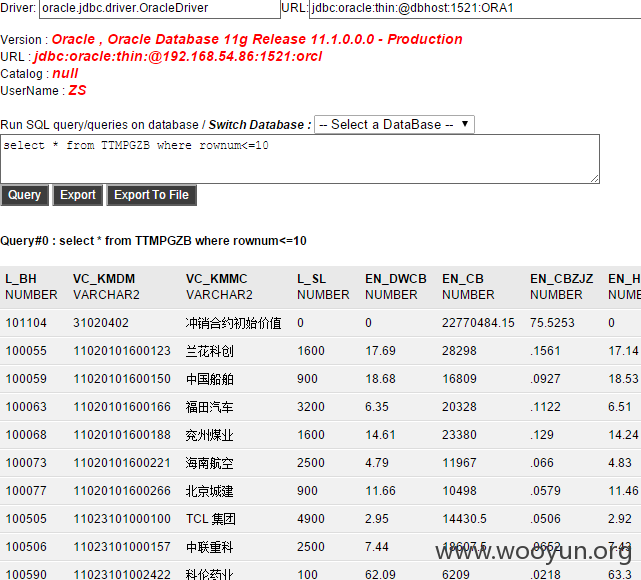 Driver: oracle.jdbc.driver.OracleDriver URL: jdbc:oracle:thin:@dbhost:1521:ORA1
Version : Oracle , Oracle Database 11g Release 11.1.0.0.0 - Production
URL : jdbc:oracle:thin:@192.168.54.86:1521:orcl
Catalog : null
UserName : ZS
Run SQL query/queries on database / Switch Database : -- Select a DataBase -- ▼
select * from TTMPGZB where rownum<=10
Query Export Export To File
Query#0 : select * from TTMPGZB where rownum<=10
L_BH VC_KMDM VC_KMMC L_SL EN_DWCB EN_CB EN_CBZJZ EN_H
NUMBER VARCHAR2 VARCHAR2 NUMBER NUMBER NUMBER NUMBER NUME
101104 31020402 冲销合约初始价值 0 0 22770484.15 75.5253 0
100055 11020101600123 兰花科创 1600 17.69 28298 .1561 17.14
100059 11020101600150 中国船舶 900 18.68 16809 .0927 18.53
100063 11020101600166 福田汽车 3200 6.35 20328 .1122 6.51
100068 11020101600188 兖州煤业 1600 14.61 23380 .129 14.24
100073 11020101600221 海南航空 2500 4.79 11967 .066 4.83
100077 11020101600266 北京城建 900 11.66 10498 .0579 11.46
100505 11023101000100 TCL 集团 4900 2.95 14430.5 .0506 2.92
100506 11023101000157 中联重科 2500 7.44 18607.5 .0652 7.43
www.wooyun.org
100590 11023101002422 科伦药业 100 62.09 6209 .0218 63.3